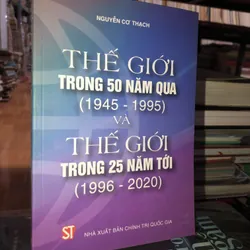 NGUYỄN CƠ THẠCH
THẾ GIỚI
TRONG 50 NĂM QUA
(1945 - 1995)
VÀ
THẾ GIỚI
TRONG 25 NĂM TỚI
(1996 - 2020)
ST
NHÀ XUẤT BẢN CHÍNH TRỊ QUỐC GIA